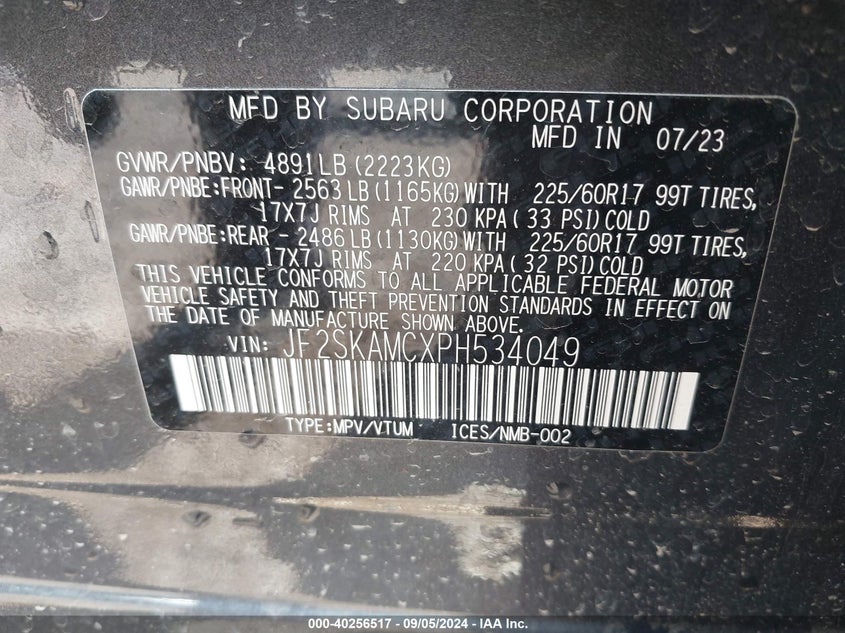 MFD BY SUBARU CORPORATION
MFD IN 07/23
GVWR/PNBV: 4891LB (2223KG)
GAWR/PNBE:FRONT- 2563LB(1165KG)WITH 225/60R17 99T TIRES,
17X7J RIMS AT 230 KPA( 33 PSI)COLD
GAWR/PNBE:REAR - 2486LB(1130KG)WITH 225/60R17 99T TIRES,
17X7J RIMS AT 220 KPA( 32 PSI)COLD
THIS VEHICLE CONFORMS TO ALL APPLICABLE FEDERAL MOTOR
VEHICLE SAFETY AND THEFT PREVENTION STANDARDS IN EFFECT ON
THE DATE OF MANUFACTURE SHOWN ABOVE.
VIN: JF2SKAMCXPH534049
TYPE:MPV/VTUM ICES/NMB-002
000-40256517 - 09/05/2024 - IAA Inc.